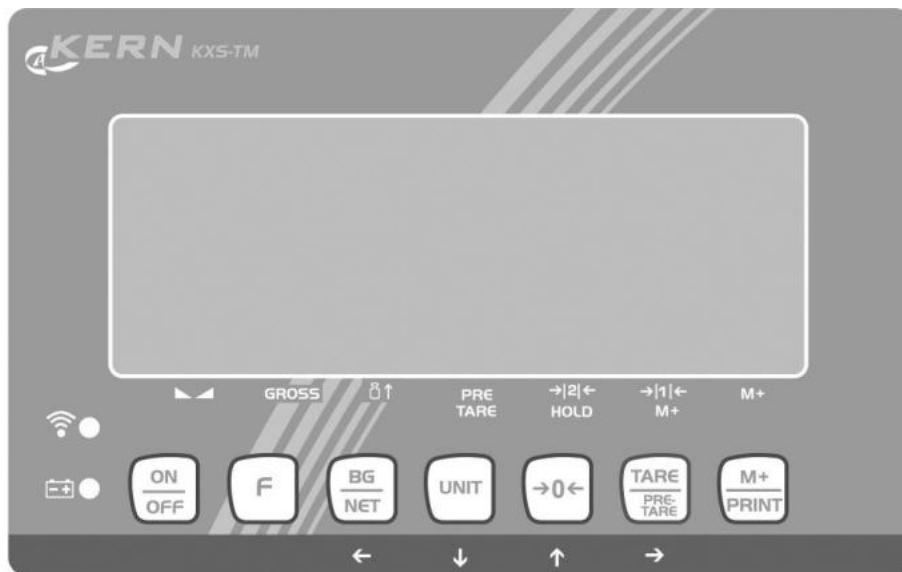 KERN KXS-TM
GROSS
PRE
TARE
→|2|←
HOLD
→|1|←
M+
M+
ON
OFF
F
BG
NET
UNIT
→0←
TARE
PRE-
TARE
M+
PRINT
← ↓ ↑ →